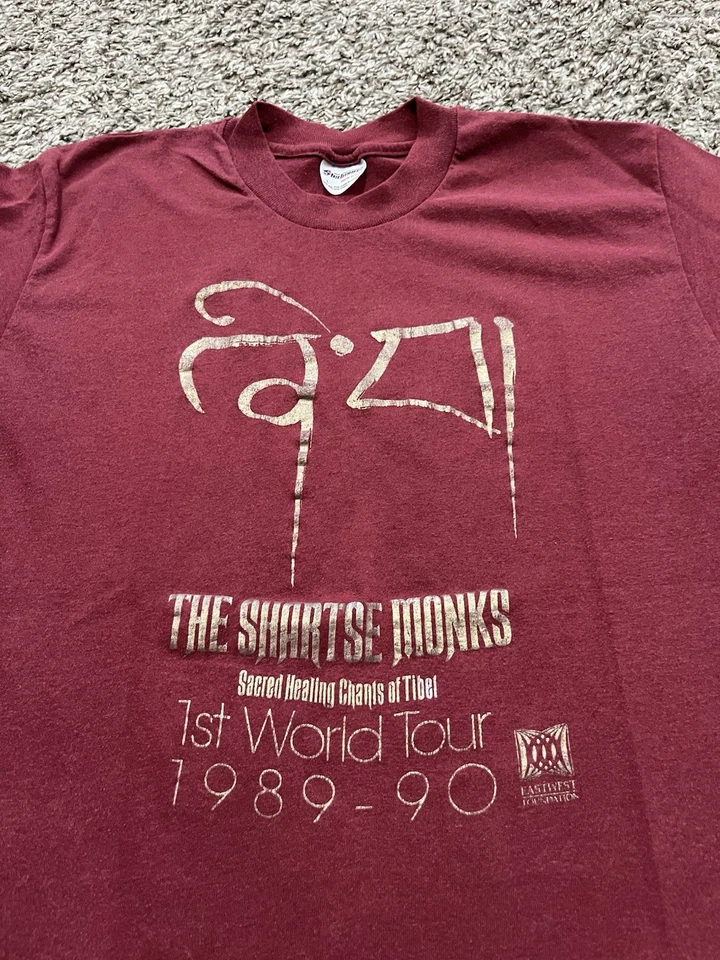 ཞི་བ།
THE SHARTSE MONKS
Sacred Healing Chants of Tibet
1st World Tour
1989-90
EASTWEST
FOUNDATION